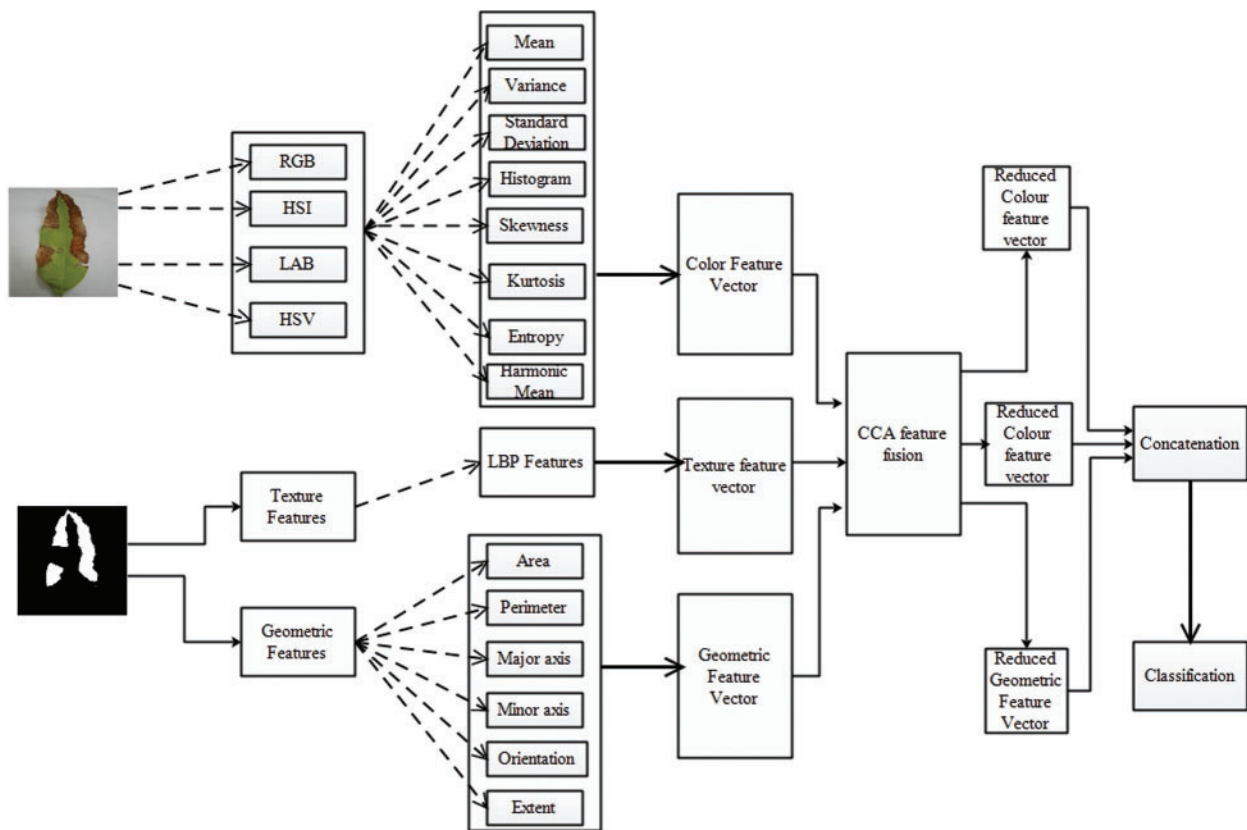 RGB
HSI
LAB
HSV
Mean
Variance
Standard
Deviation
Histogram
Skewness
Kurtosis
Entropy
Harmonic
Mean
Color Feature
Vector
Texture
Features
LBP Features
Texture feature
vector
Geometric
Features
Area
Perimeter
Major axis
Minor axis
Orientation
Extent
Geometric
Feature
Vector
CCA feature
fusion
Reduced
Colour
feature
vector
Reduced
Colour
feature
vector
Reduced
Geometric
Feature
Vector
Concatenation
Classification